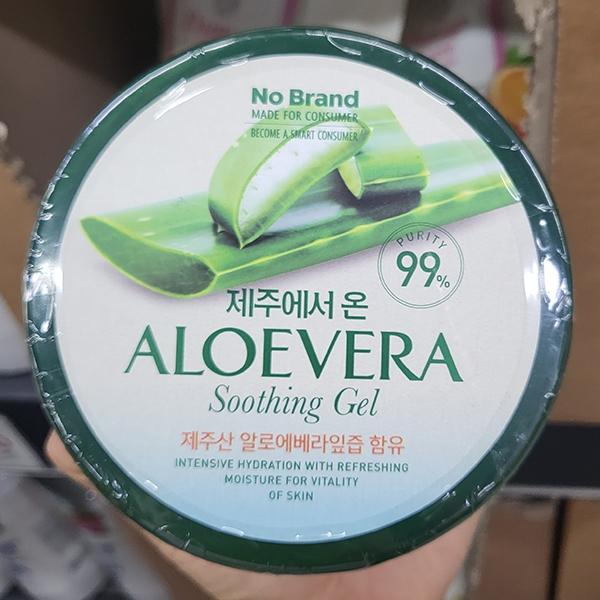 No Brand
MADE FOR CONSUMER
BECOME A SMART CONSUMER
PURITY
99%
제주에서 온
ALOEVERA
Soothing Gel
제주산 알로에베라잎즙 함유
INTENSIVE HYDRATION WITH REFRESHING
MOISTURE FOR VITALITY
OF SKIN